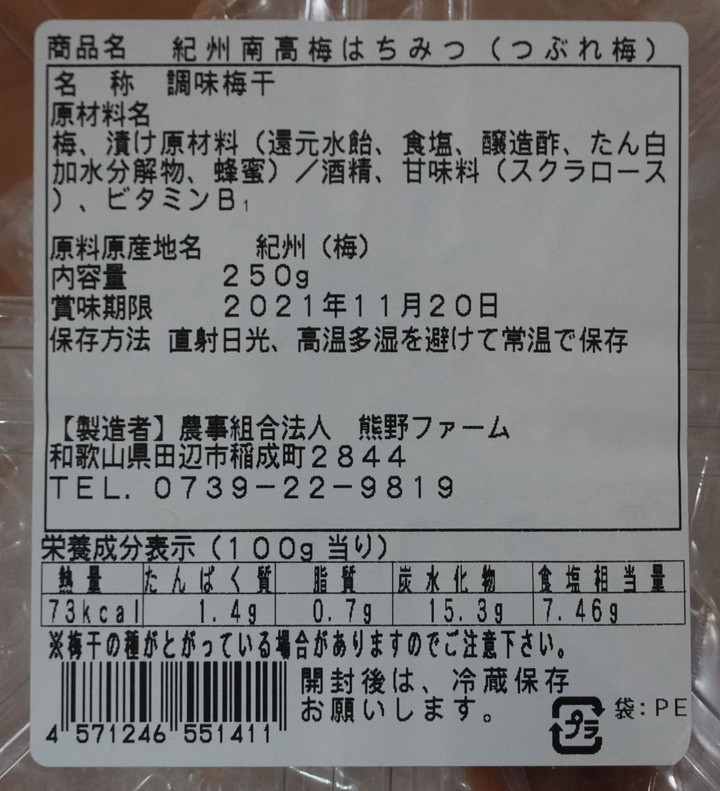 商品名　紀州南高梅はちみつ（つぶれ梅）
名　称　調味梅干
原材料名
梅、漬け原材料（還元水飴、食塩、醸造酢、たん白
加水分解物、蜂蜜）／酒精、甘味料（スクラロース
）、ビタミンＢ₁
原料原産地名　紀州（梅）
内容量　２５０g
賞味期限　２０２１年１１月２０日
保存方法　直射日光、高温多湿を避けて常温で保存
【製造者】農事組合法人　熊野ファーム
和歌山県田辺市稲成町２８４４
ＴＥＬ．０７３９－２２－９８１９
栄養成分表示（１００g 当り）
熱量　たんぱく質　脂質　炭水化物　食塩相当量
73kcal　1.4g　0.7g　15.3g　7.46g
※梅干の種がとがっている場合がありますのでご注意下さい。
開封後は、冷蔵保存
お願いします。
プラ　袋：ＰＥ
4 571246 551411